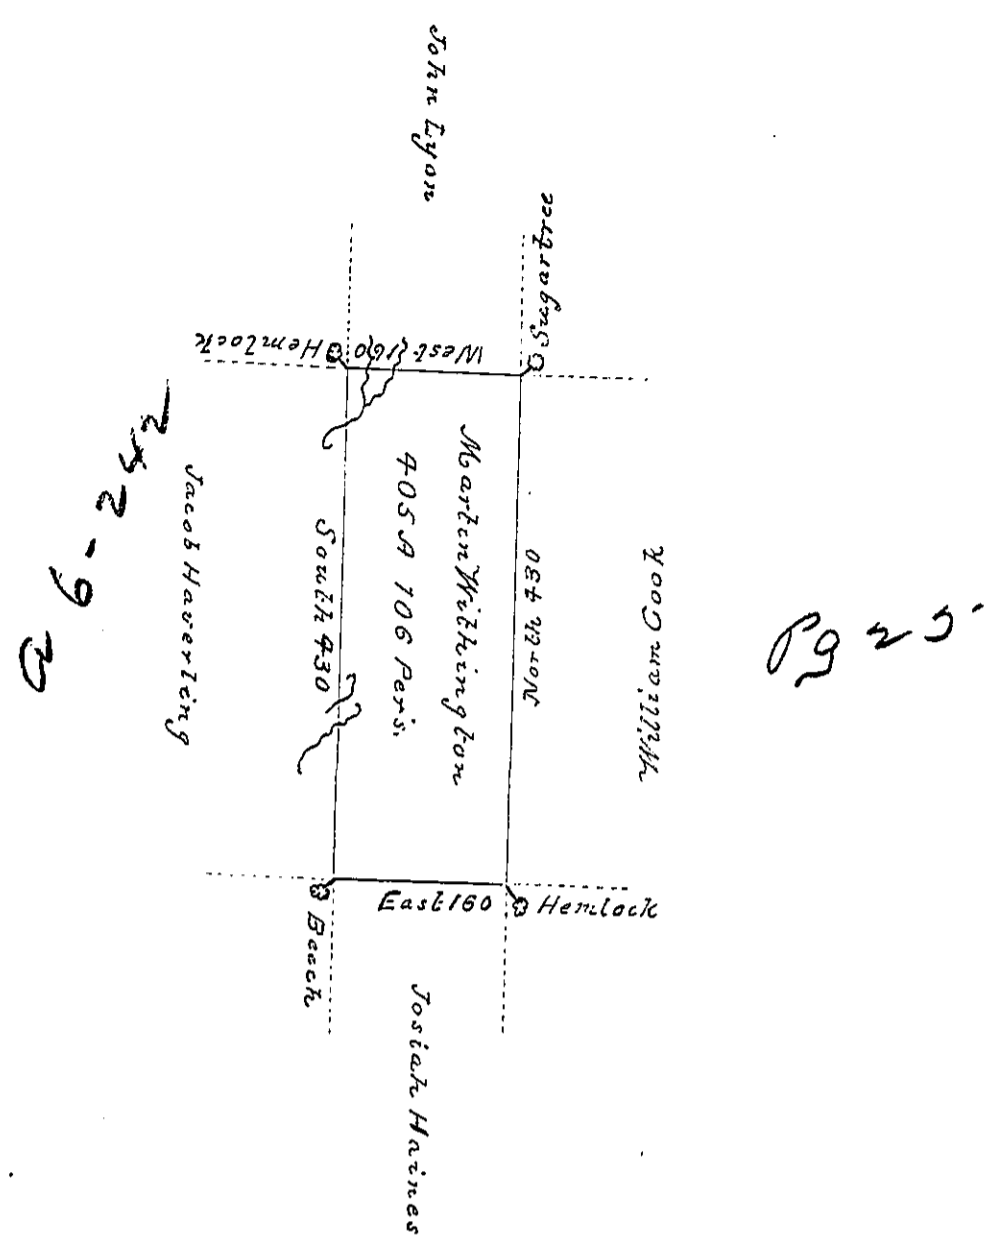 John Lyon
Sugartree
Hemlock
West 160
Martin Withington
405 A 106 Pers.
North 430
South 430
William Cook
Jacob Haverling
East 160
Hemlock
Beech
Josiah Haines
a 6-242
Pg 25